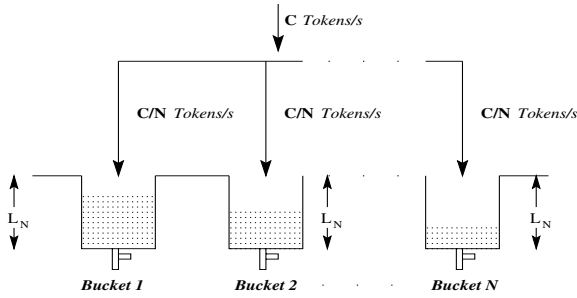 C Tokens/s
C/N Tokens/s C/N Tokens/s C/N Tokens/s
L_N L_N L_N
Bucket 1 Bucket 2 . . . Bucket N